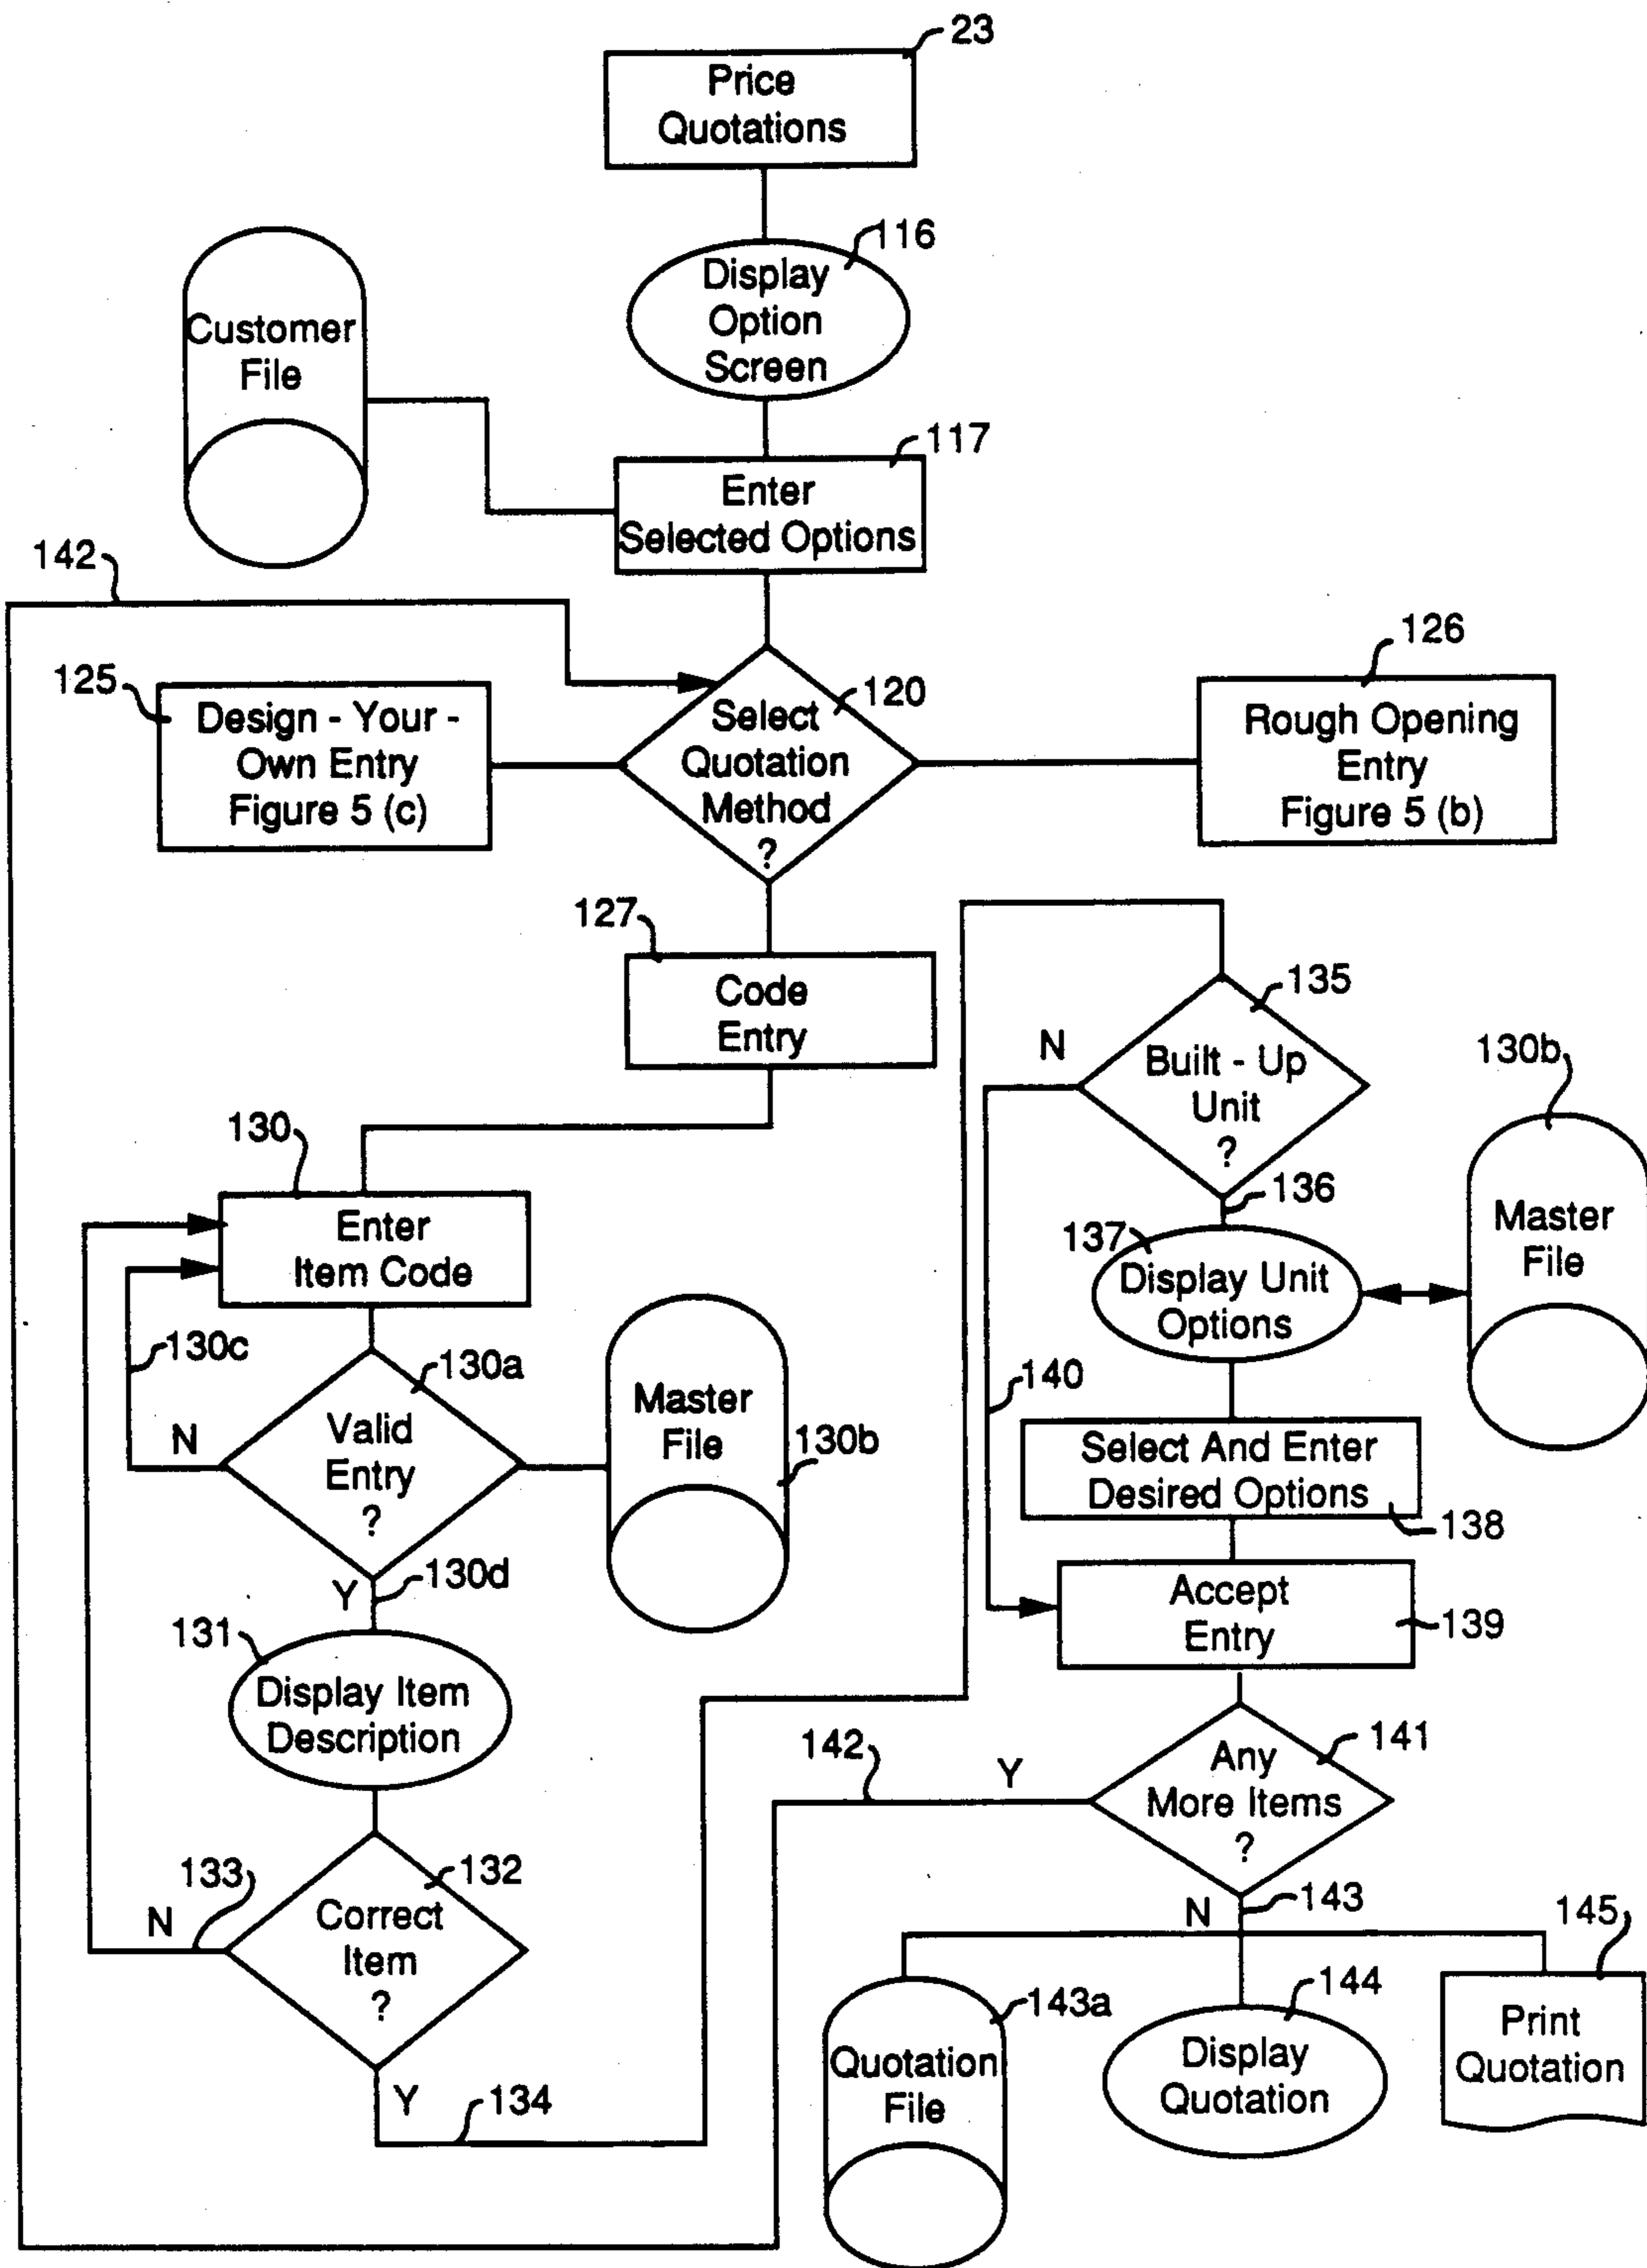 23
Price
Quotations
116
Display
Option
Screen
Customer
File
117
Enter
Selected Options
142
125
Design - Your -
Own Entry
Figure 5 (c)
120
Select
Quotation
Method
?
126
Rough Opening
Entry
Figure 5 (b)
127
Code
Entry
130
Enter
Item Code
130c
130a
N
Valid
Entry
?
Master
File
130b
Y
130d
131
Display Item
Description
133
132
N
Correct
Item
?
Y
134
135
N
Built - Up
Unit
?
130b
136
Master
File
137
Display Unit
Options
140
Select And Enter
Desired Options
138
Accept
Entry
139
142
Y
141
Any
More Items
?
N
143
145
143a
144
Quotation
File
Display
Quotation
Print
Quotation